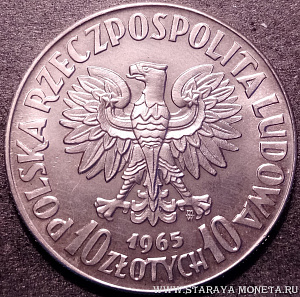 POLSKA RZECZPOSPOLITA LUDOWA
1965
10 ZŁOTYCH 10
WWW.STARAYA-MONETA.RU